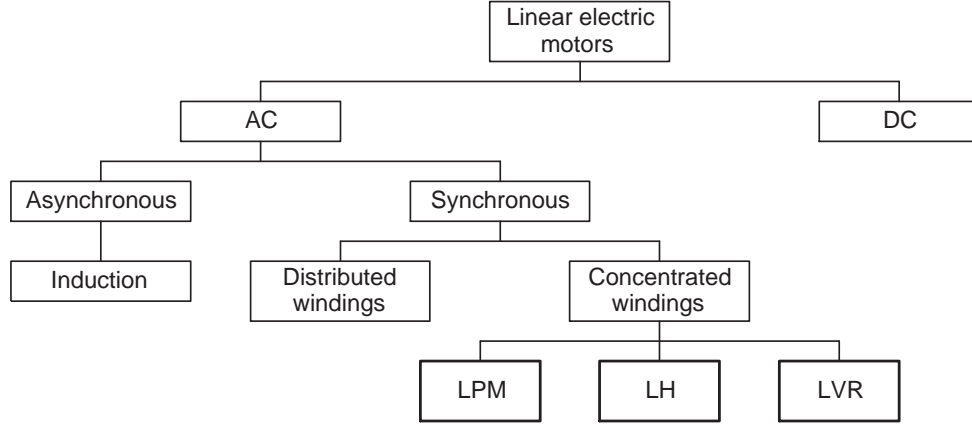 Linear electric
motors
AC
DC
Asynchronous
Synchronous
Induction
Distributed
windings
Concentrated
windings
LPM
LH
LVR